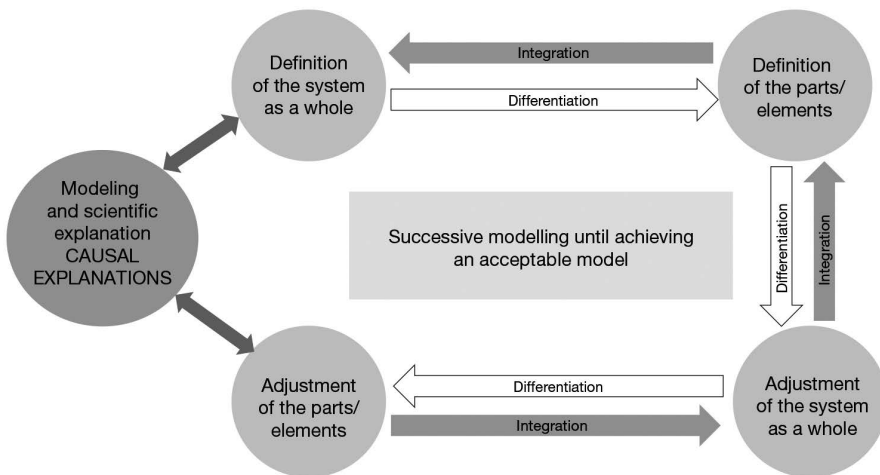 Definition
of the system
as a whole
Integration
Differentiation
Definition
of the parts/
elements
Modeling
and scientific
explanation
CAUSAL
EXPLANATIONS
Successive modelling until achieving
an acceptable model
Differentiation
Integration
Adjustment
of the parts/
elements
Differentiation
Integration
Adjustment
of the system
as a whole